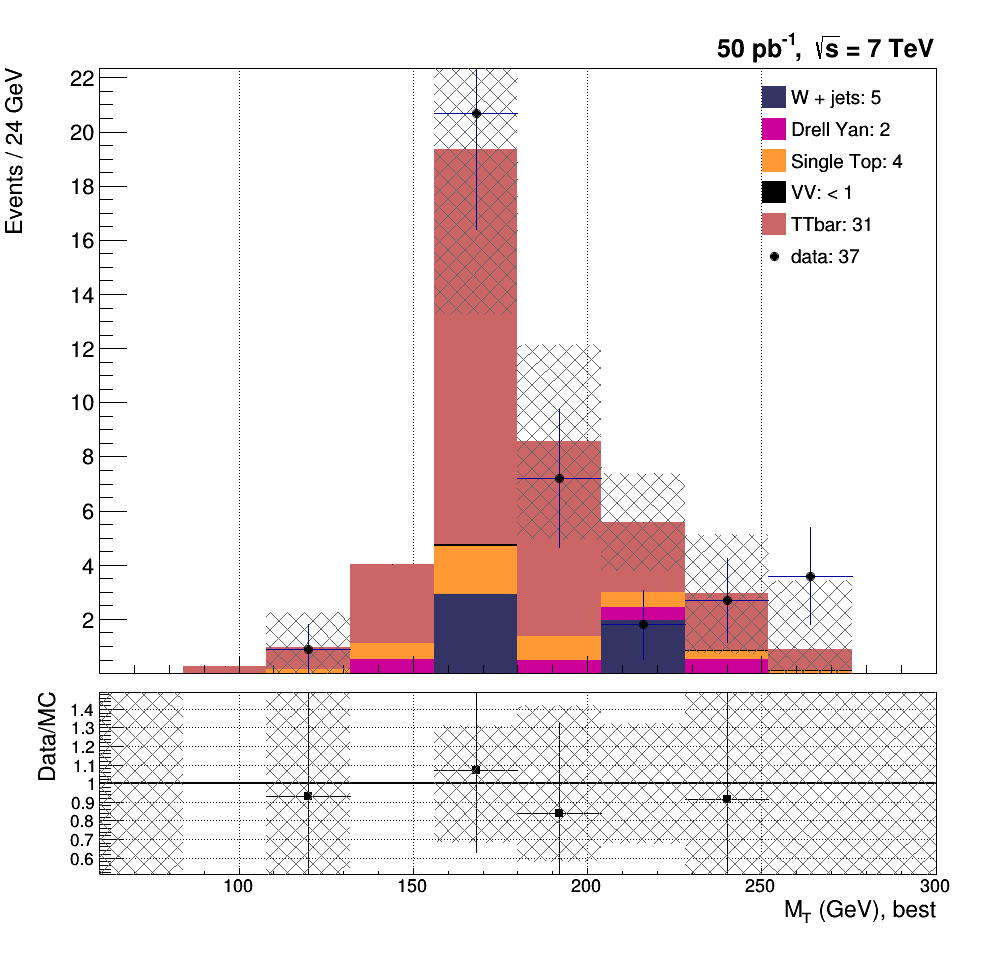 50 pb-1, √s = 7 TeV
Events / 24 GeV
22
20
18
16
14
12
10
8
6
4
2
W + jets: 5
Drell Yan: 2
Single Top: 4
VV: < 1
TTbar: 31
data: 37
Data/MC
1.4
1.3
1.2
1.1
1
0.9
0.8
0.7
0.6
100 150 200 250 300
MT (GeV), best